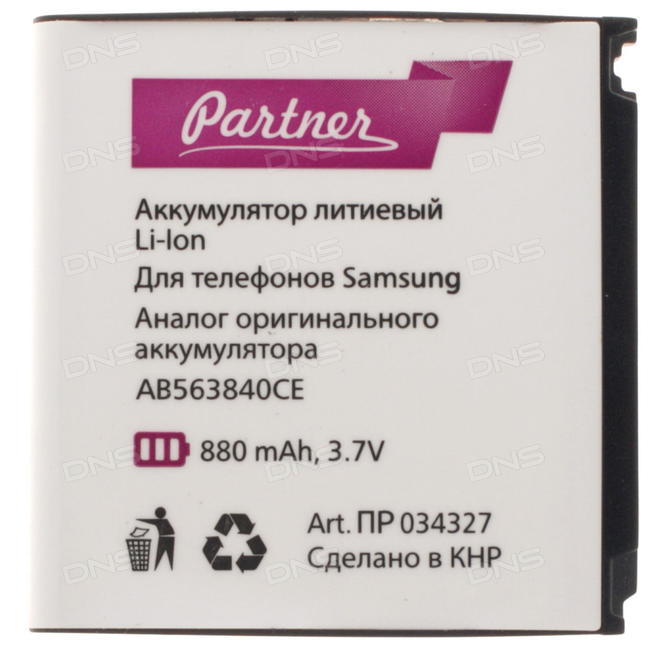 Partner
Аккумулятор литиевый
Li-Ion
Для телефонов Samsung
Аналог оригинального
аккумулятора
AB563840CE
880 mAh, 3.7V
Art. ПР 034327
Сделано в КНР
DNS